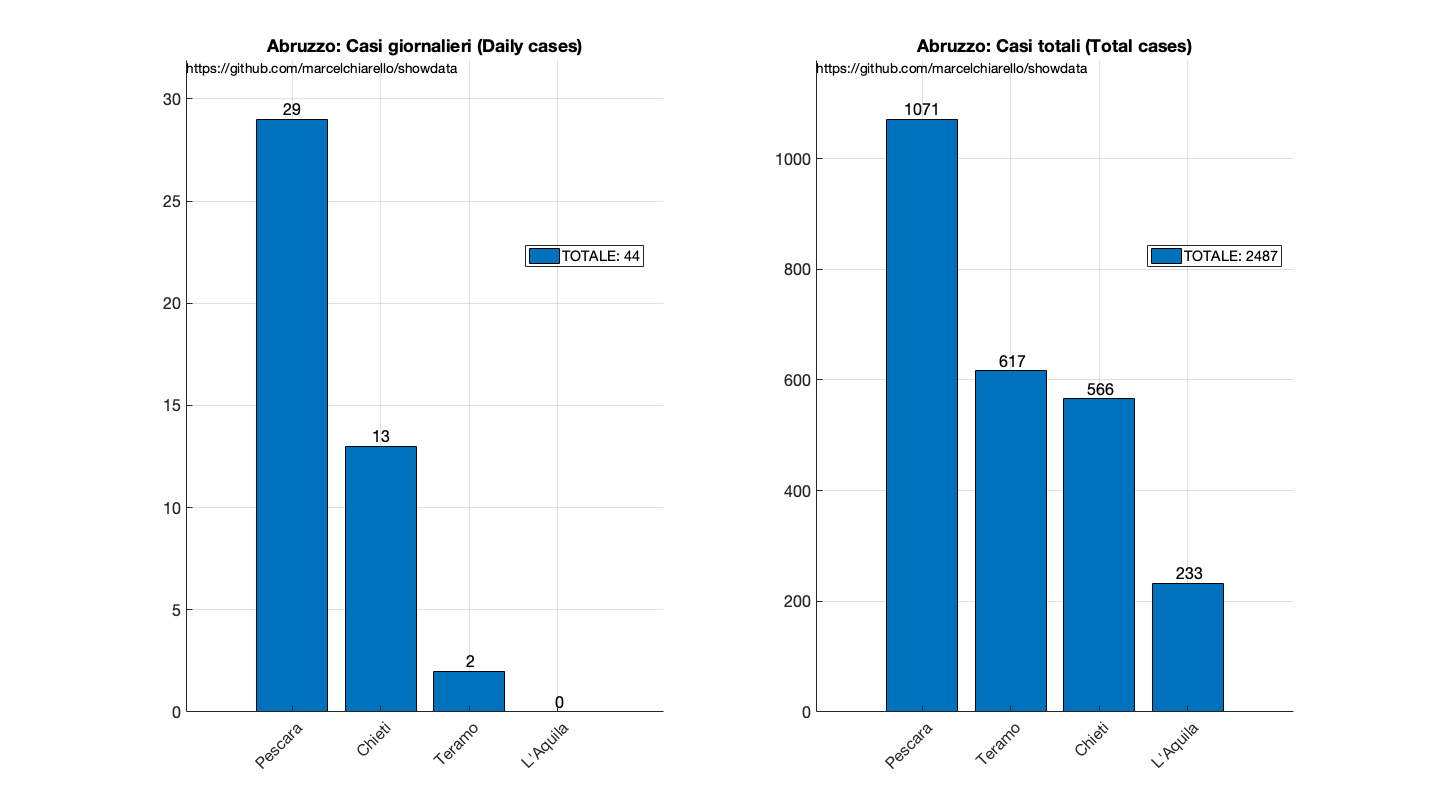 Abruzzo: Casi giornalieri (Daily cases)
https://github.com/marcelchiarello/showdata
30
25
20
15
10
5
0
29
13
2
0
TOTALE: 44
Pescara
Chieti
Teramo
L'Aquila
Abruzzo: Casi totali (Total cases)
https://github.com/marcelchiarello/showdata
1000
800
600
400
200
0
1071
617
566
233
TOTALE: 2487
Pescara
Teramo
Chieti
L'Aquila